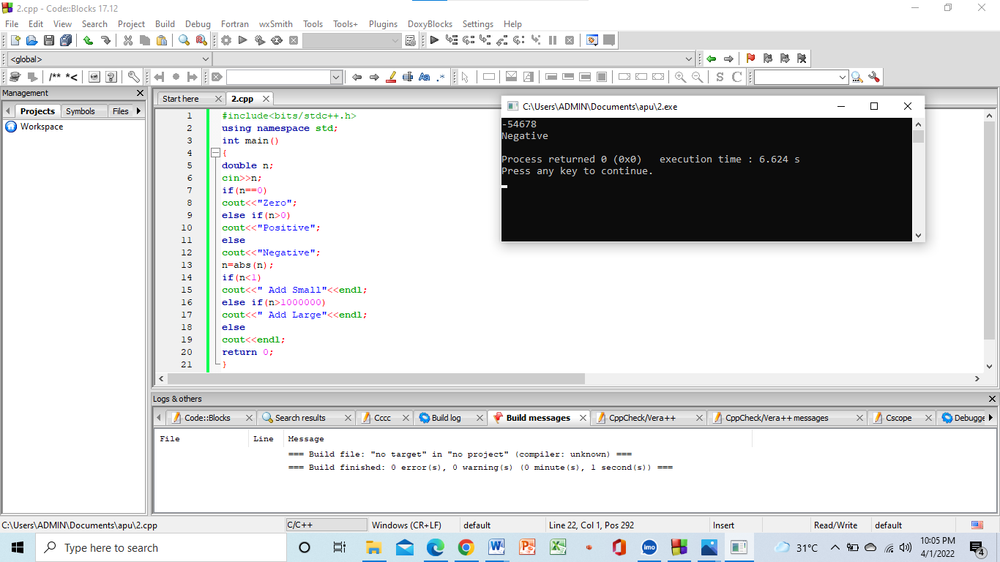 2.cpp - Code::Blocks 17.12
File Edit View Search Project Build Debug Fortran wxSmith Tools Tools+ Plugins DoxyBlocks Settings Help
<global>
/** *<
Aa .*
S C
Management
Projects Symbols Files
Workspace
Start here 2.cpp
1 #include<bits/stdc++.h>
2 using namespace std;
3 int main()
4 {
5 double n;
6 cin>>n;
7 if(n==0)
8 cout<<"Zero";
9 else if(n>0)
10 cout<<"Positive";
11 else
12 cout<<"Negative";
13 n=abs(n);
14 if(n<1)
15 cout<<" Add Small"<<endl;
16 else if(n>1000000)
17 cout<<" Add Large"<<endl;
18 else
19 cout<<endl;
20 return 0;
21 }
C:\Users\ADMIN\Documents\apu\2.exe
-54678
Negative
Process returned 0 (0x0) execution time : 6.624 s
Press any key to continue.
Logs & others
Code::Blocks Search results Cccc Build log Build messages CppCheck/Vera++ CppCheck/Vera++ messages Cscope Debugge
File Line Message
=== Build file: "no target" in "no project" (compiler: unknown) ===
=== Build finished: 0 error(s), 0 warning(s) (0 minute(s), 1 second(s)) ===
C:\Users\ADMIN\Documents\apu\2.cpp C/C++ Windows (CR+LF) default Line 22, Col 1, Pos 292 Insert Read/Write default
Type here to search
imo
31°C
10:05 PM
4/1/2022
4